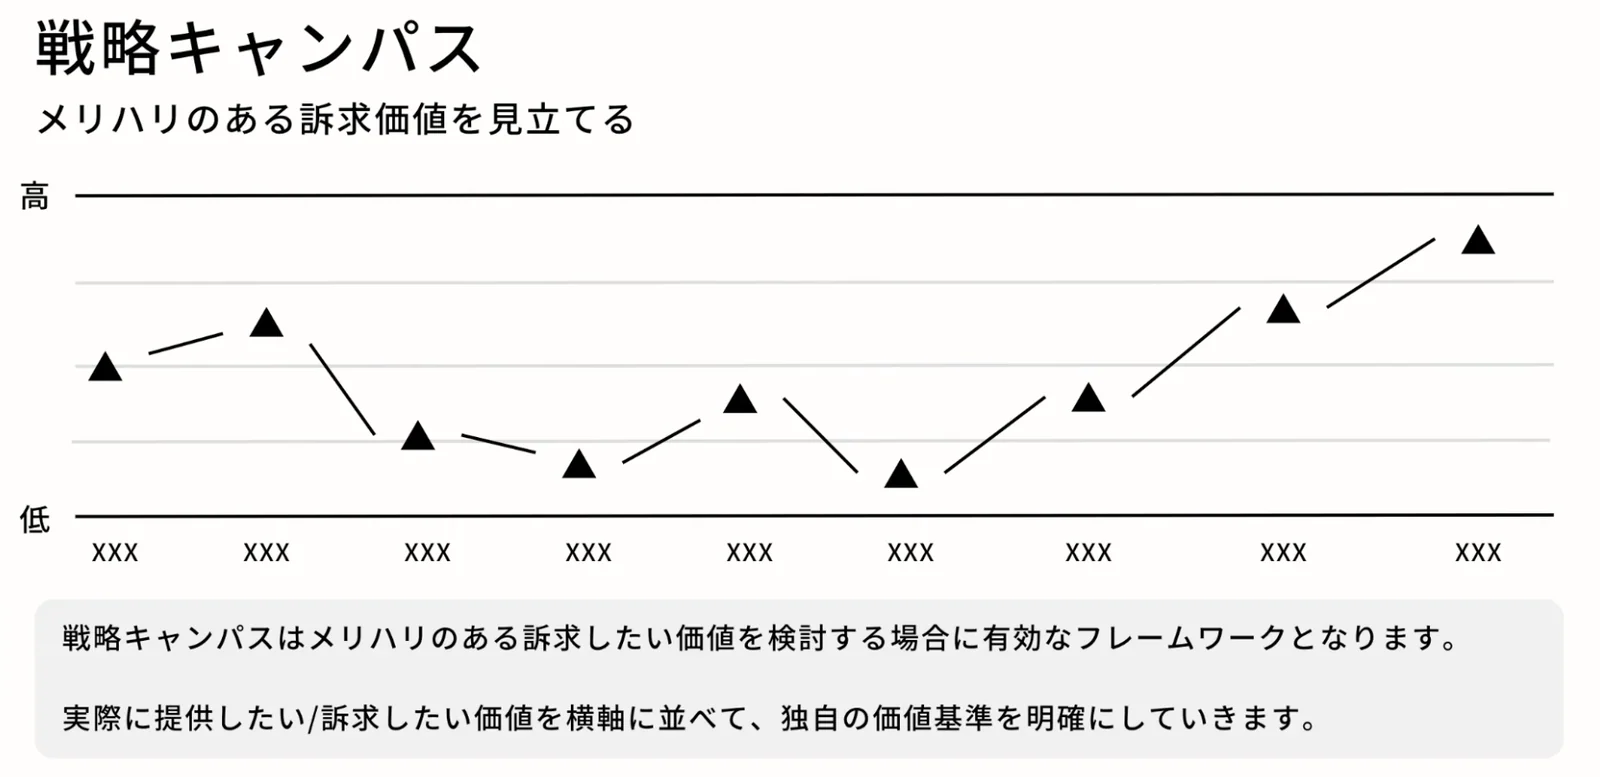 戦略キャンパス
メリハリのある訴求価値を見立てる
高
低
xxx xxx xxx xxx xxx xxx xxx xxx xxx
戦略キャンパスはメリハリのある訴求したい価値を検討する場合に有効なフレームワークとなります。
実際に提供したい/訴求したい価値を横軸に並べて、独自の価値基準を明確にしていきます。